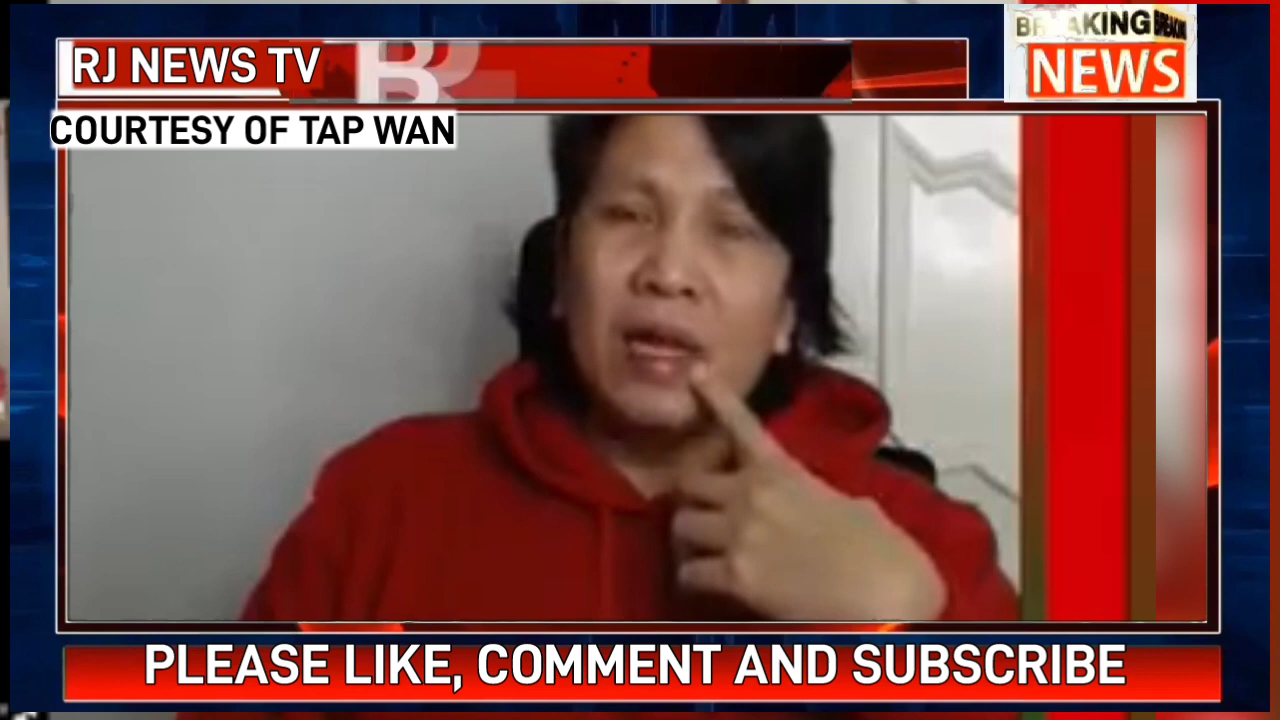 RJ NEWS TV
BREAKING
NEWS
COURTESY OF TAP WAN
PLEASE LIKE, COMMENT AND SUBSCRIBE